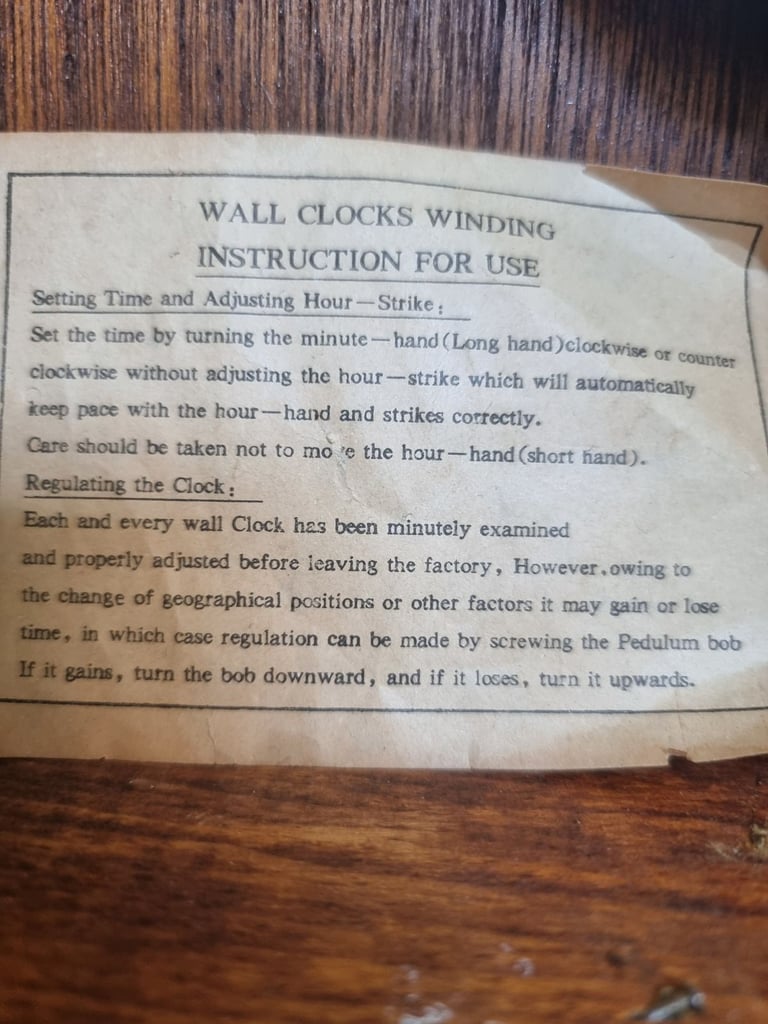 WALL CLOCKS WINDING
INSTRUCTION FOR USE
Setting Time and Adjusting Hour—Strike:
Set the time by turning the minute—hand(Long hand)clockwise or counter
clockwise without adjusting the hour—strike which will automatically
keep pace with the hour—hand and strikes correctly.
Care should be taken not to move the hour—hand(short hand).
Regulating the Clock:
Each and every wall Clock has been minutely examined
and properly adjusted before leaving the factory, However,owing to
the change of geographical positions or other factors it may gain or lose
time, in which case regulation can be made by screwing the Pedulum bob
If it gains, turn the bob downward, and if it loses, turn it upwards.